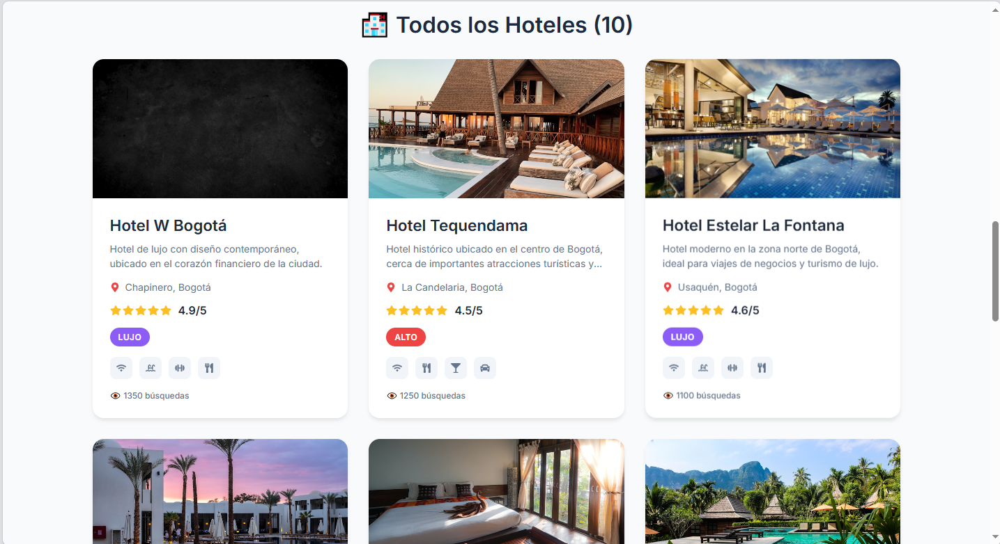 Todos los Hoteles (10)
Hotel W Bogotá
Hotel de lujo con diseño contemporáneo,
ubicado en el corazón financiero de la ciudad.
Chapinero, Bogotá
4.9/5
LUJO
1350 búsquedas
Hotel Tequendama
Hotel histórico ubicado en el centro de Bogotá,
cerca de importantes atracciones turísticas y...
La Candelaria, Bogotá
4.5/5
ALTO
1250 búsquedas
Hotel Estelar La Fontana
Hotel moderno en la zona norte de Bogotá,
ideal para viajes de negocios y turismo de lujo.
Usaquén, Bogotá
4.6/5
LUJO
1100 búsquedas